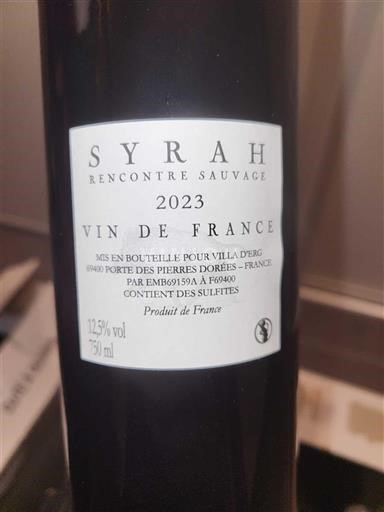 SYRAH
RENCONTRE SAUVAGE
2023
VIN DE FRANCE
MIS EN BOUTEILLE POUR VILLA D'ERG
69400 PORTE DES PIERRES DORÉES – FRANCE
PAR EMB69159A À F69400
CONTIENT DES SULFITES
Produit de France
12,5% vol
750 ml